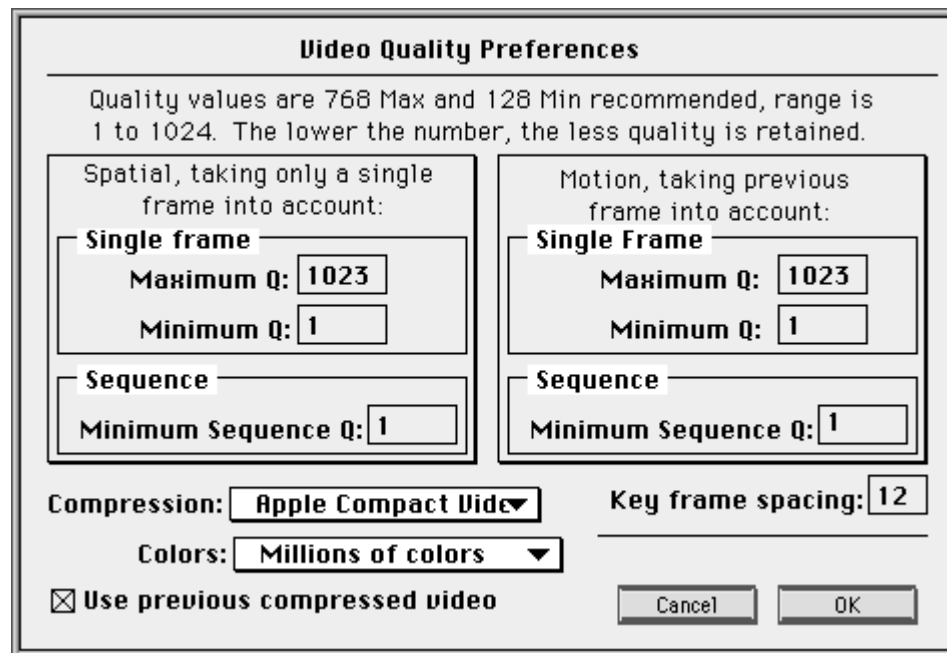 Video Quality Preferences
Quality values are 768 Max and 128 Min recommended, range is
1 to 1024. The lower the number, the less quality is retained.
Spatial, taking only a single
frame into account:
Single frame
Maximum Q: 1023
Minimum Q: 1
Sequence
Minimum Sequence Q: 1
Motion, taking previous
frame into account:
Single Frame
Maximum Q: 1023
Minimum Q: 1
Sequence
Minimum Sequence Q: 1
Compression: Apple Compact Vide
Key frame spacing: 12
Colors: Millions of colors
Use previous compressed video
Cancel
OK